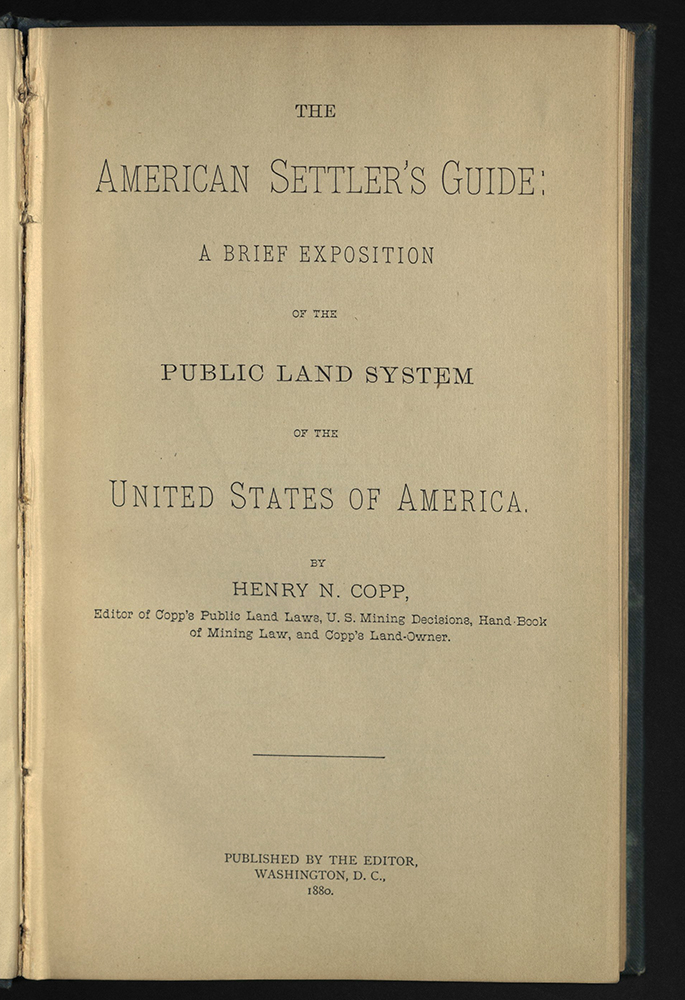 THE
AMERICAN SETTLER'S GUIDE:
A BRIEF EXPOSITION
OF THE
PUBLIC LAND SYSTEM
OF THE
UNITED STATES OF AMERICA.
BY
HENRY N. COPP,
Editor of Copp's Public Land Laws, U. S. Mining Decisions, Hand-Book
of Mining Law, and Copp's Land-Owner.
PUBLISHED BY THE EDITOR,
WASHINGTON, D. C.,
1880.